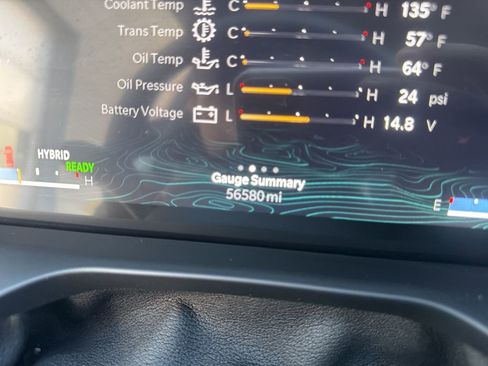 Coolant Temp C H 135° F
Trans Temp C H 57° F
Oil Temp C H 64° F
Oil Pressure L H 24 psi
Battery Voltage L H 14.8 V
HYBRID
READY
H
Gauge Summary
56580 mi
E